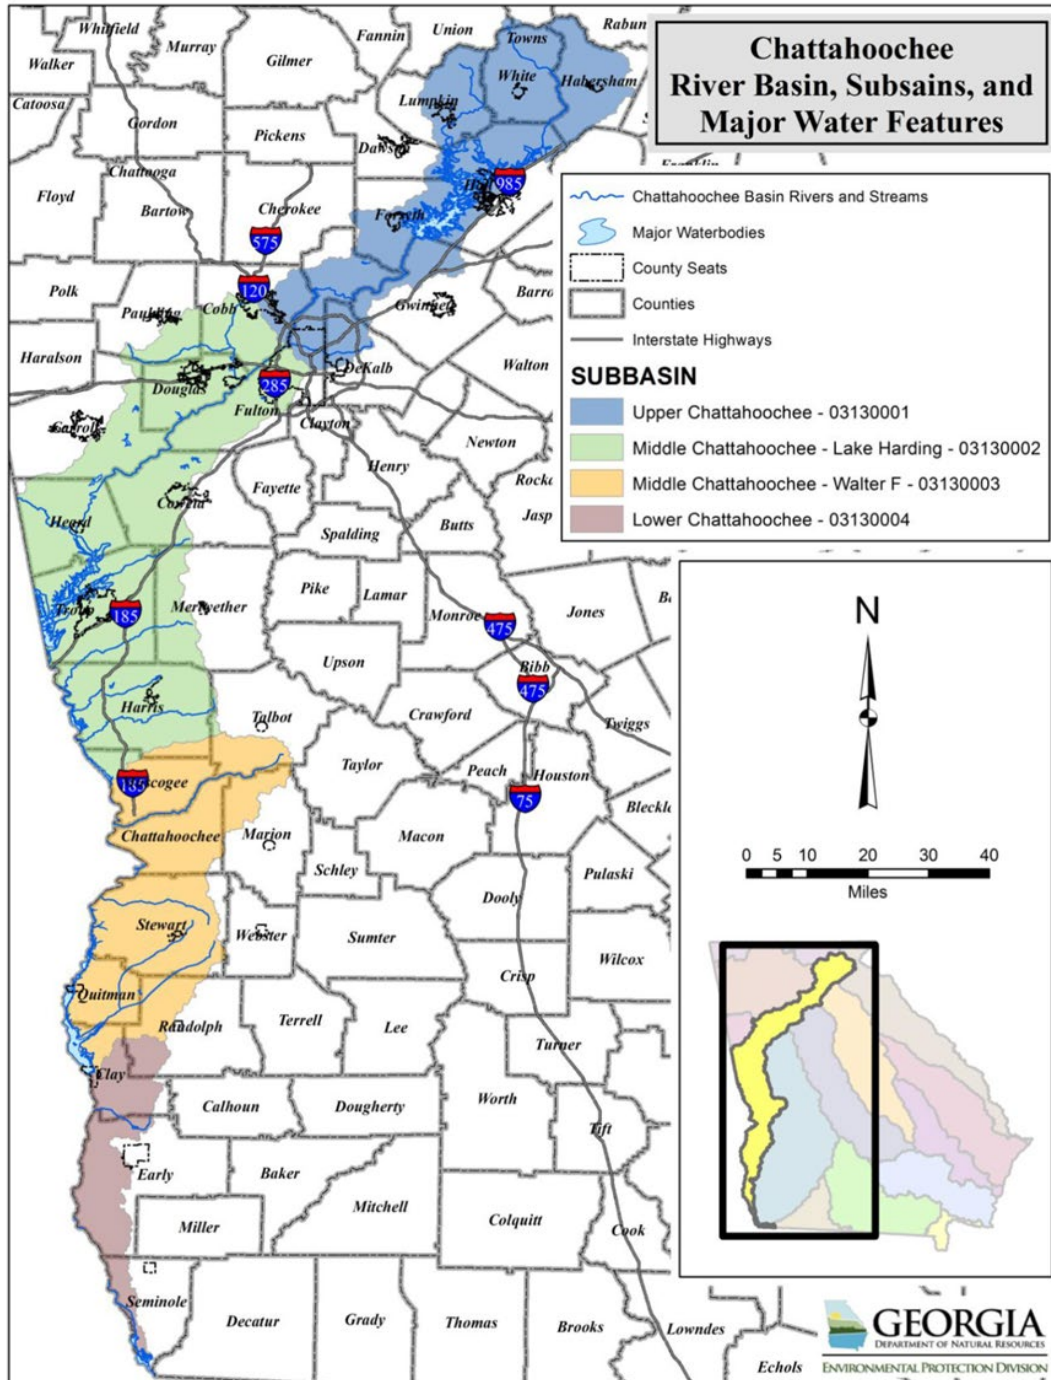 Chattahoochee
River Basin, Subsains, and
Major Water Features
Chattahoochee Basin Rivers and Streams
Major Waterbodies
County Seats
Counties
Interstate Highways
SUBBASIN
Upper Chattahoochee - 03130001
Middle Chattahoochee - Lake Harding - 03130002
Middle Chattahoochee - Walter F - 03130003
Lower Chattahoochee - 03130004
Whitfield
Murray
Fannin
Union
Towns
Rabun
Walker
Gilmer
White
Habersham
Catoosa
Lumpkin
Gordon
Pickens
Chattooga
Franklin
Floyd
Bartow
Cherokee
985
Forsyth
575
Polk
120
Cobb
Gwinnet
Barro
Paulding
Haralson
Douglas
285
DeKalb
Walton
Fulton
Carroll
Clayton
Newton
Henry
Rocka
Fayette
Coweta
Butts
Jasp
Heard
Spalding
Pike
Lamar
Troup
185
Meriwether
Monroe
475
Jones
Upson
Bibb
475
Harris
Talbot
Crawford
Twiggs
Taylor
Peach
Houston
185
75
Bleckle
Chattahoochee
Marion
Macon
Schley
Pulaski
Dooly
Stewart
Webster
Sumter
Wilcox
Crisp
Quitman
Randolph
Terrell
Lee
Turner
Clay
Calhoun
Dougherty
Worth
Tift
Early
Baker
Mitchell
Miller
Colquitt
Cook
Seminole
Decatur
Grady
Thomas
Brooks
Lowndes
Echols
N
0 5 10 20 30 40
Miles
GEORGIA
DEPARTMENT OF NATURAL RESOURCES
ENVIRONMENTAL PROTECTION DIVISION